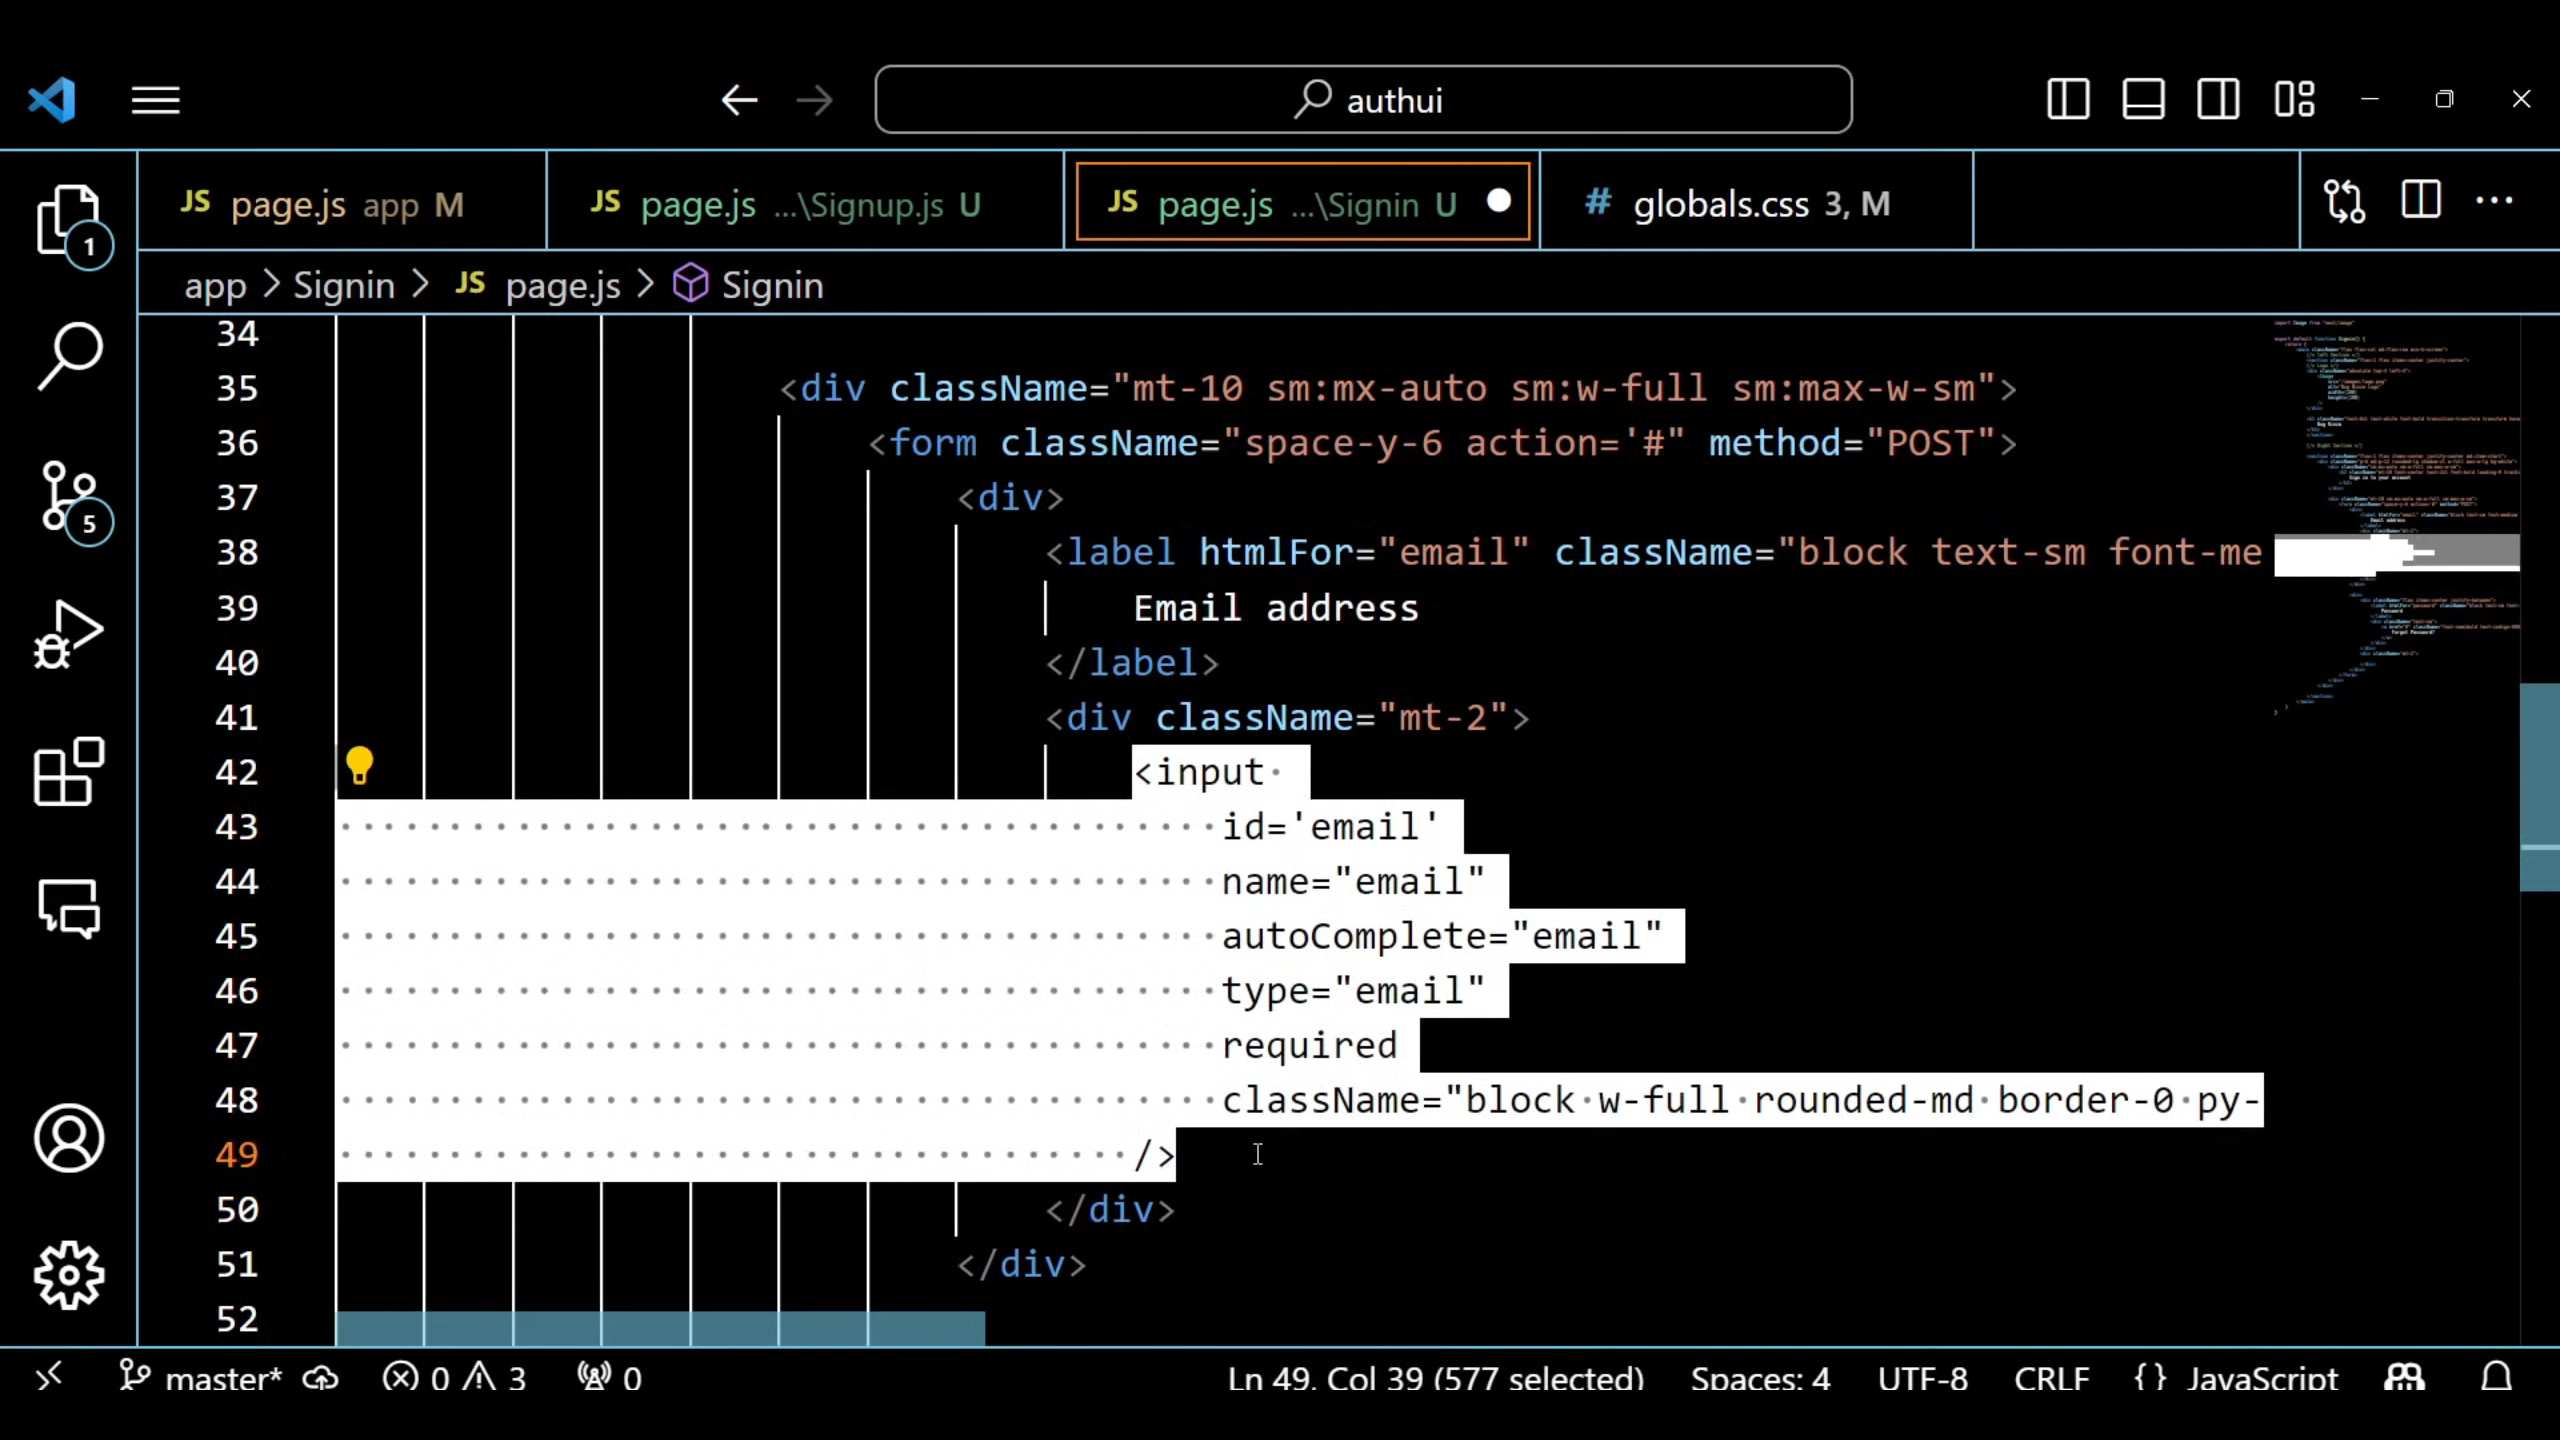 authui
JS page.js app M
JS page.js ...\Signup.js U
JS page.js ...\Signin U
# globals.css 3, M
1
app > Signin > JS page.js > Signin
34
35 <div className="mt-10 sm:mx-auto sm:w-full sm:max-w-sm">
36 <form className="space-y-6 action='#" method="POST">
37 <div>
38 <label htmlFor="email" className="block text-sm font-me
39 Email address
40 </label>
41 <div className="mt-2">
42 <input
43 id='email'
44 name="email"
45 autoComplete="email"
46 type="email"
47 required
48 className="block w-full rounded-md border-0 py-
49 />
50 </div>
51 </div>
52
5
master* 0 3 0
Ln 49, Col 39 (577 selected) Spaces: 4 UTF-8 CRLF {} JavaScript